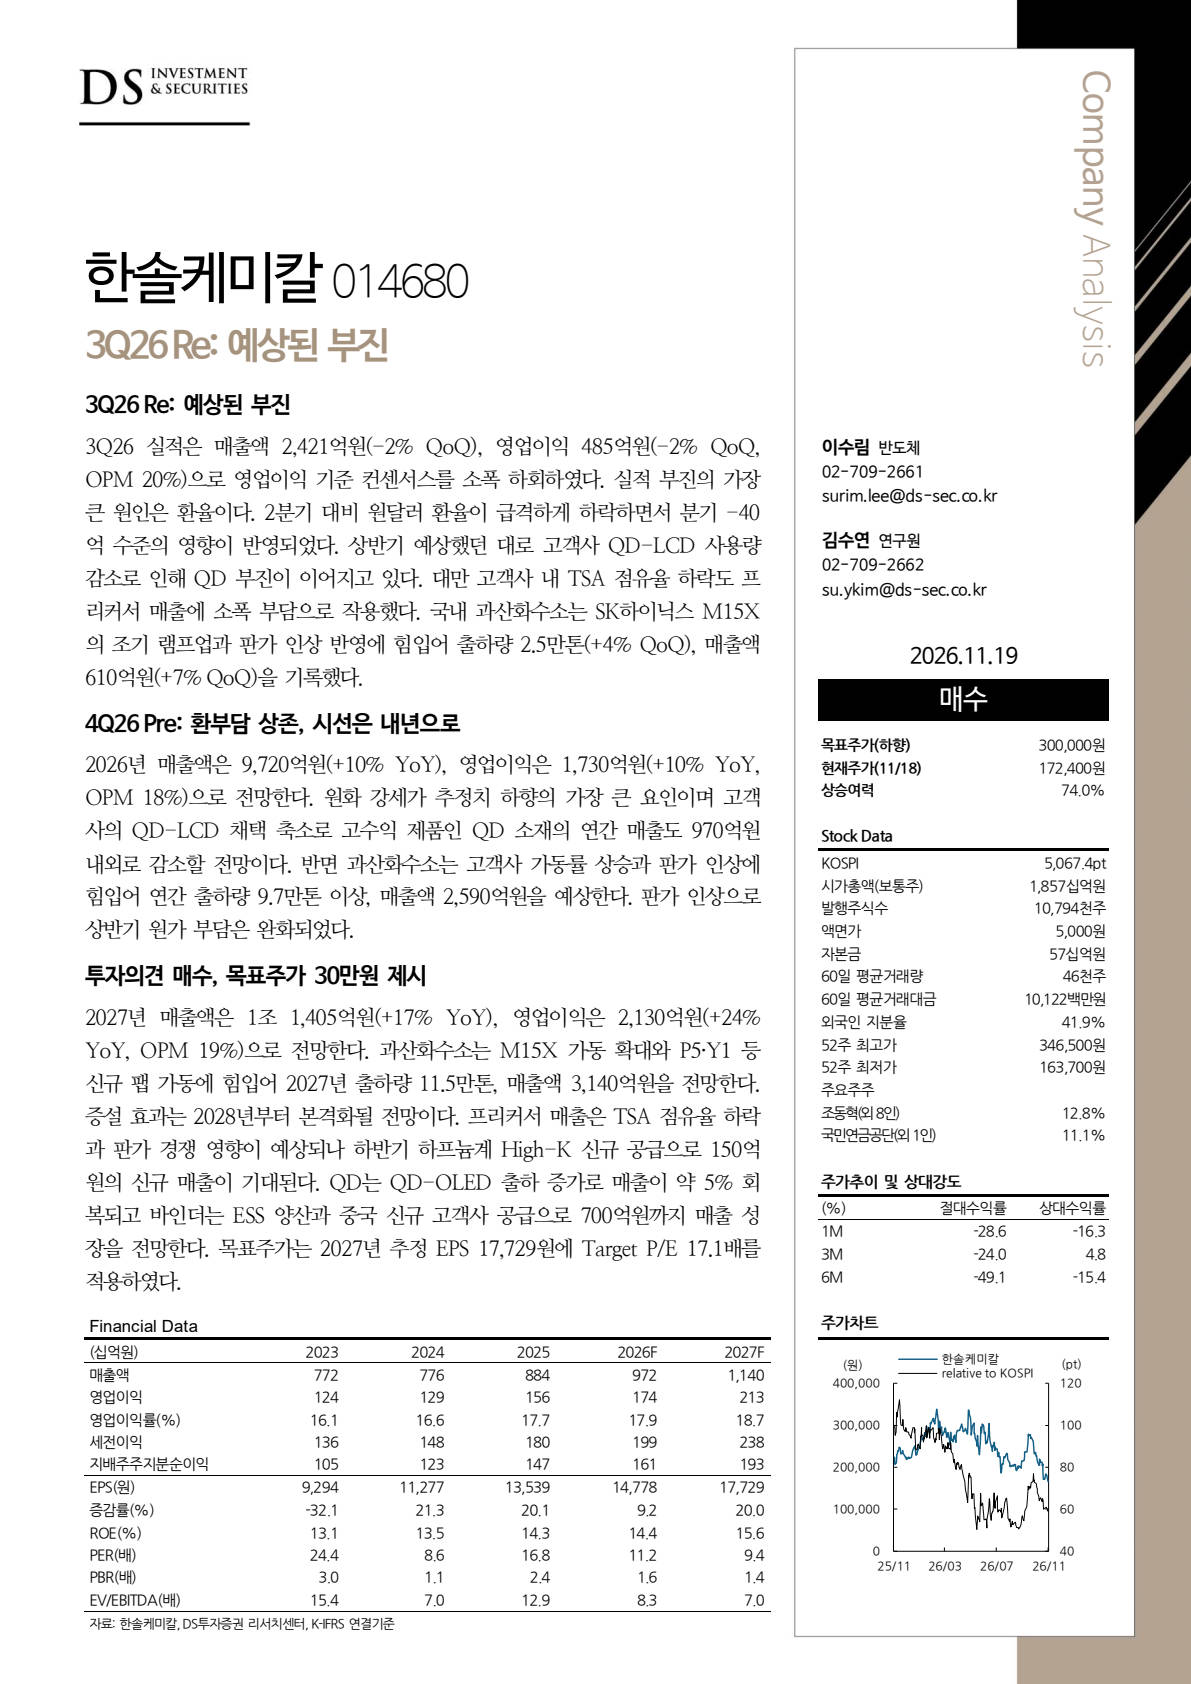 DS INVESTMENT
& SECURITIES
Company Analysis
한솔케미칼 014680
3Q26 Re: 예상된 부진
3Q26 Re: 예상된 부진
3Q26 실적은 매출액 2,421억원(-2% QoQ), 영업이익 485억원(-2% QoQ,
OPM 20%)으로 영업이익 기준 컨센서스를 소폭 하회하였다. 실적 부진의 가장
큰 원인은 환율이다. 2분기 대비 원달러 환율이 급격하게 하락하면서 분기 -40
억 수준의 영향이 반영되었다. 상반기 예상했던 대로 고객사 QD-LCD 사용량
감소로 인해 QD 부진이 이어지고 있다. 대만 고객사 내 TSA 점유율 하락도 프
리커서 매출에 소폭 부담으로 작용했다. 국내 과산화수소는 SK하이닉스 M15X
의 조기 램프업과 판가 인상 반영에 힘입어 출하량 2.5만톤(+4% QoQ), 매출액
610억원(+7% QoQ)을 기록했다.
4Q26 Pre: 환부담 상존, 시선은 내년으로
2026년 매출액은 9,720억원(+10% YoY), 영업이익은 1,730억원(+10% YoY,
OPM 18%)으로 전망한다. 원화 강세가 추정치 하향의 가장 큰 요인이며 고객
사의 QD-LCD 채택 축소로 고수익 제품인 QD 소재의 연간 매출도 970억원
내외로 감소할 전망이다. 반면 과산화수소는 고객사 가동률 상승과 판가 인상에
힘입어 연간 출하량 9.7만톤 이상, 매출액 2,590억원을 예상한다. 판가 인상으로
상반기 원가 부담은 완화되었다.
투자의견 매수, 목표주가 30만원 제시
2027년 매출액은 1조 1,405억원(+17% YoY), 영업이익은 2,130억원(+24%
YoY, OPM 19%)으로 전망한다. 과산화수소는 M15X 가동 확대와 P5·Y1 등
신규 팹 가동에 힘입어 2027년 출하량 11.5만톤, 매출액 3,140억원을 전망한다.
증설 효과는 2028년부터 본격화될 전망이다. 프리커서 매출은 TSA 점유율 하락
과 판가 경쟁 영향이 예상되나 하반기 하프늄계 High-K 신규 공급으로 150억
원의 신규 매출이 기대된다. QD는 QD-OLED 출하 증가로 매출이 약 5% 회
복되고 바인더는 ESS 양산과 중국 신규 고객사 공급으로 700억원까지 매출 성
장을 전망한다. 목표주가는 2027년 추정 EPS 17,729원에 Target P/E 17.1배를
적용하였다.
Financial Data
(십억원) 2023 2024 2025 2026F 2027F
매출액 772 776 884 972 1,140
영업이익 124 129 156 174 213
영업이익률(%) 16.1 16.6 17.7 17.9 18.7
세전이익 136 148 180 199 238
지배주주지분순이익 105 123 147 161 193
EPS(원) 9,294 11,277 13,539 14,778 17,729
증감률(%) -32.1 21.3 20.1 9.2 20.0
ROE(%) 13.1 13.5 14.3 14.4 15.6
PER(배) 24.4 8.6 16.8 11.2 9.4
PBR(배) 3.0 1.1 2.4 1.6 1.4
EV/EBITDA(배) 15.4 7.0 12.9 8.3 7.0
자료: 한솔케미칼, DS투자증권 리서치센터, K-IFRS 연결기준
이수림 반도체
02-709-2661
surim.lee@ds-sec.co.kr
김수연 연구원
02-709-2662
su.ykim@ds-sec.co.kr
2026.11.19
매수
목표주가(하향) 300,000원
현재주가(11/18) 172,400원
상승여력 74.0%
Stock Data
KOSPI 5,067.4pt
시가총액(보통주) 1,857십억원
발행주식수 10,794천주
액면가 5,000원
자본금 57십억원
60일 평균거래량 46천주
60일 평균거래대금 10,122백만원
외국인 지분율 41.9%
52주 최고가 346,500원
52주 최저가 163,700원
주요주주
조동혁(외 8인) 12.8%
국민연금공단(외 1인) 11.1%
주가추이 및 상대강도
(%) 절대수익률 상대수익률
1M -28.6 -16.3
3M -24.0 4.8
6M -49.1 -15.4
주가차트
(원) 한솔케미칼 (pt)
relative to KOSPI
400,000 120
300,000 100
200,000 80
100,000 60
0 40
25/11 26/03 26/07 26/11